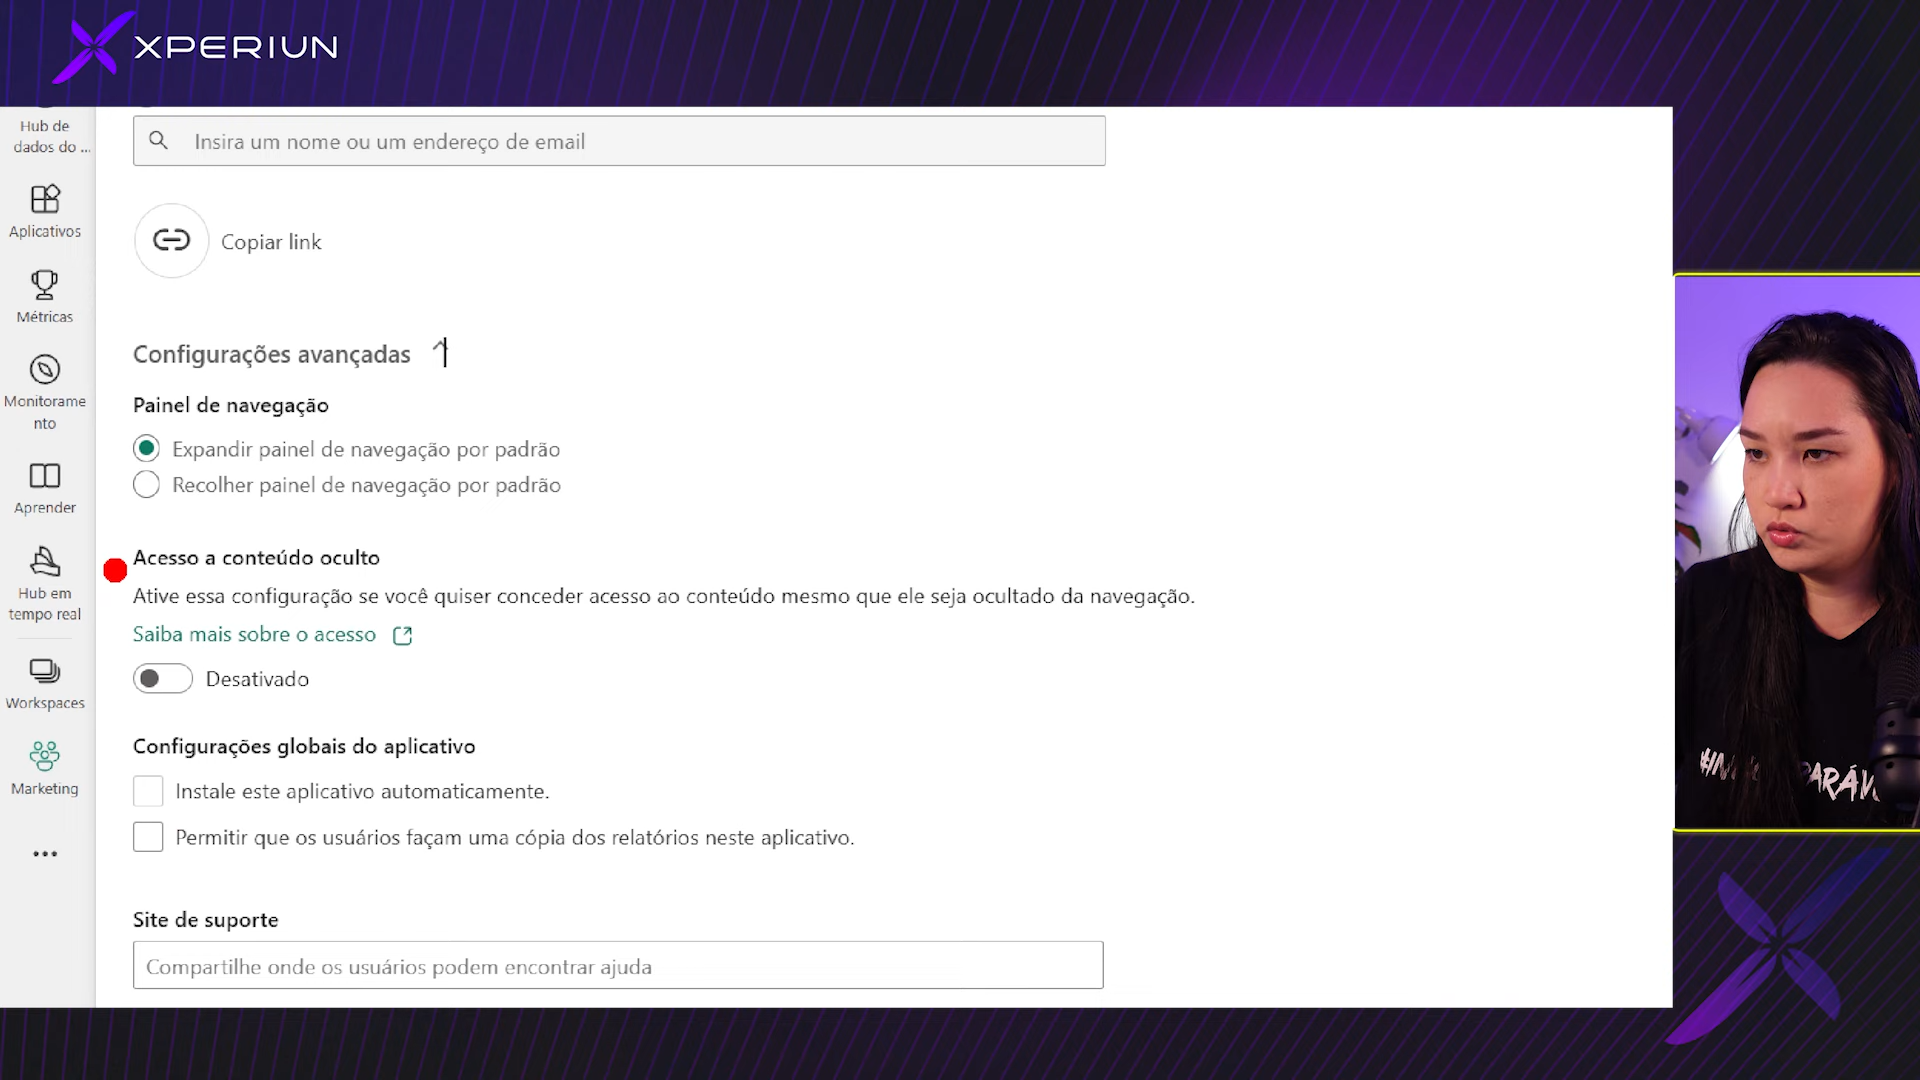 XPERIUN
Hub de
dados do ...
Aplicativos
Métricas
Monitorame
nto
Aprender
Hub em
tempo real
Workspaces
Marketing
Insira um nome ou um endereço de email
Copiar link
Configurações avançadas
Painel de navegação
Expandir painel de navegação por padrão
Recolher painel de navegação por padrão
Acesso a conteúdo oculto
Ative essa configuração se você quiser conceder acesso ao conteúdo mesmo que ele seja ocultado da navegação.
Saiba mais sobre o acesso
Desativado
Configurações globais do aplicativo
Instale este aplicativo automaticamente.
Permitir que os usuários façam uma cópia dos relatórios neste aplicativo.
Site de suporte
Compartilhe onde os usuários podem encontrar ajuda